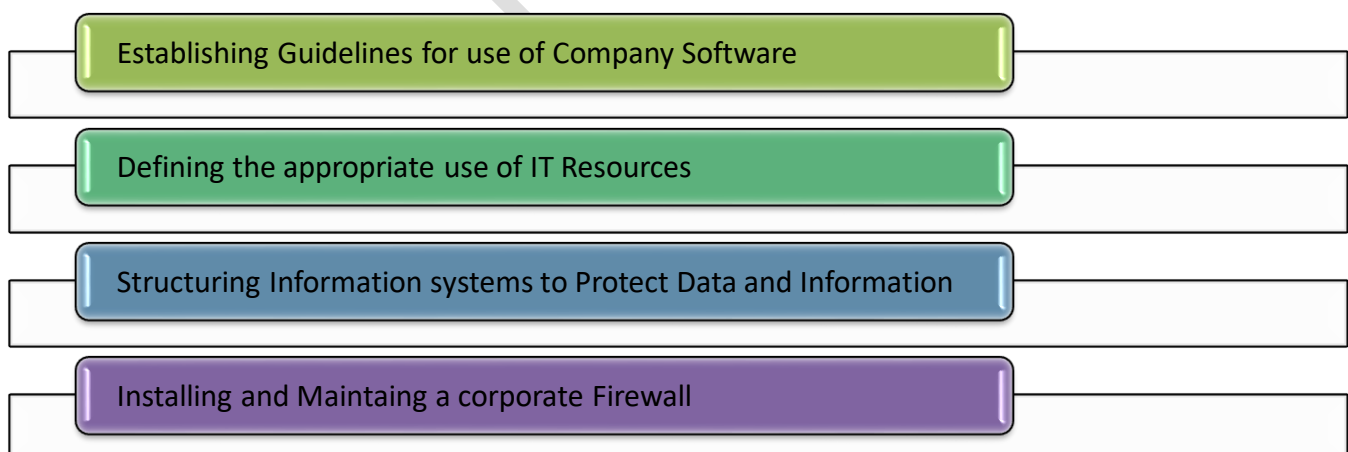 Establishing Guidelines for use of Company Software
Defining the appropriate use of IT Resources
Structuring Information systems to Protect Data and Information
Installing and Maintaing a corporate Firewall